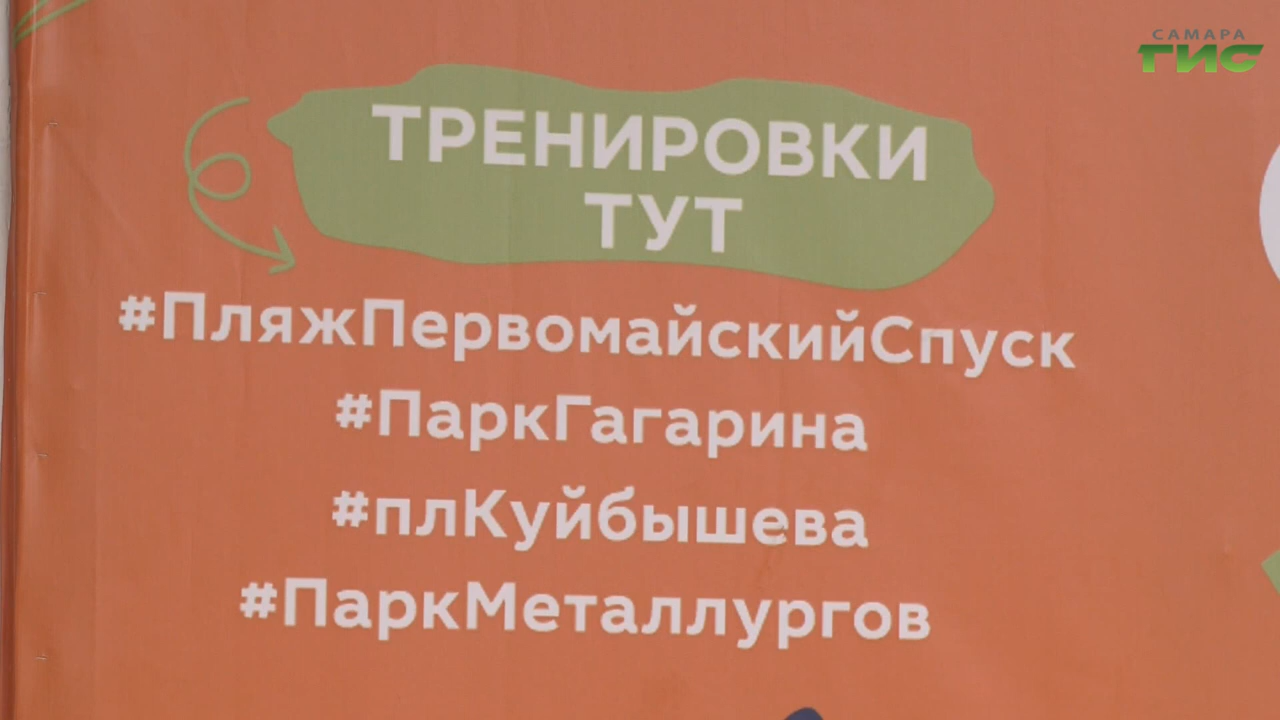 САМАРА
ГИС
ТРЕНИРОВКИ
ТУТ
#ПляжПервомайскийСпуск
#ПаркГагарина
#плКуйбышева
#ПаркМеталлургов